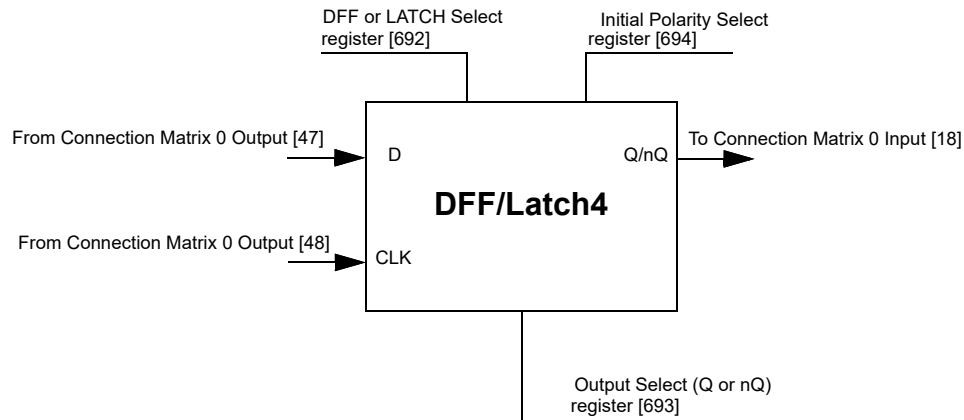 DFF or LATCH Select
register [692]
Initial Polarity Select
register [694]
From Connection Matrix 0 Output [47]
D
Q/nQ
To Connection Matrix 0 Input [18]
DFF/Latch4
From Connection Matrix 0 Output [48]
CLK
Output Select (Q or nQ)
register [693]